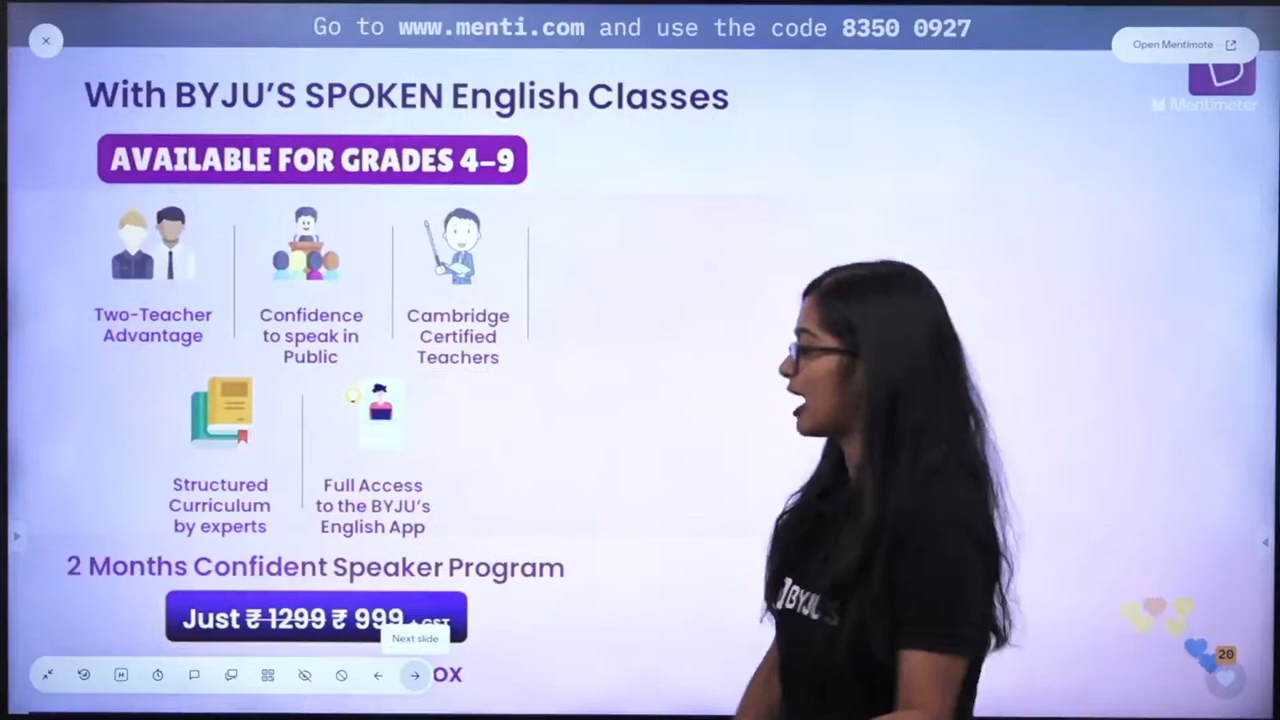 Go to www.menti.com and use the code 8350 0927
Open Mentimote
Mentimeter
With BYJU'S SPOKEN English Classes
AVAILABLE FOR GRADES 4–9
Two-Teacher
Advantage
Confidence
to speak in
Public
Cambridge
Certified
Teachers
Structured
Curriculum
by experts
Full Access
to the BYJU's
English App
2 Months Confident Speaker Program
Just ₹ 1299 ₹ 999 + GST
Next slide
OX
H
BYJU'S
20